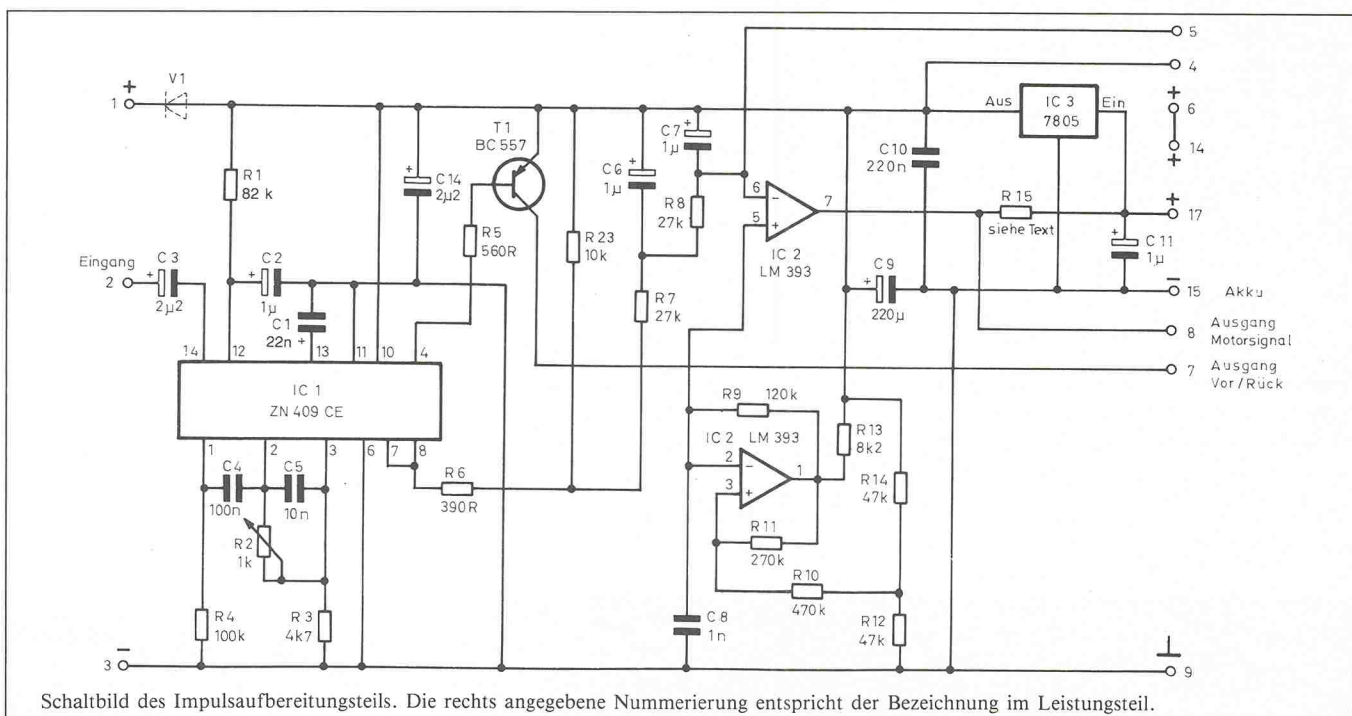 5
4
1 +
V1
Aus
IC 3
7805
Ein
+
6
14
+
R1
82 k
C14
+
2µ2
T1
BC 557
C6
1µ
+
C7
1µ
+
R8
27k
6
5
7
IC 2
LM 393
C10
220n
R15
siehe Text
+
17
C11
1µ
+
Eingang
2
C3
+
2µ2
C2
+
1µ
C1
22n +
R5
560R
R23
10k
R7
27k
C9
+
220µ
−
15 Akku
8 Ausgang
Motorsignal
7 Ausgang
Vor/Rück
14
12
13
11
10
4
IC 1
ZN 409 CE
1
2
3
6
7
8
C4
100n
C5
10n
R6
390R
R2
1k
R4
100k
R3
4k7
R9 120k
IC 2 LM 393
2
3
1
R13
8k2
R14
47k
R11
270k
R10
470k
R12
47k
C8
1n
3 −
9
Schaltbild des Impulsaufbereitungsteils. Die rechts angegebene Nummerierung entspricht der Bezeichnung im Leistungsteil.